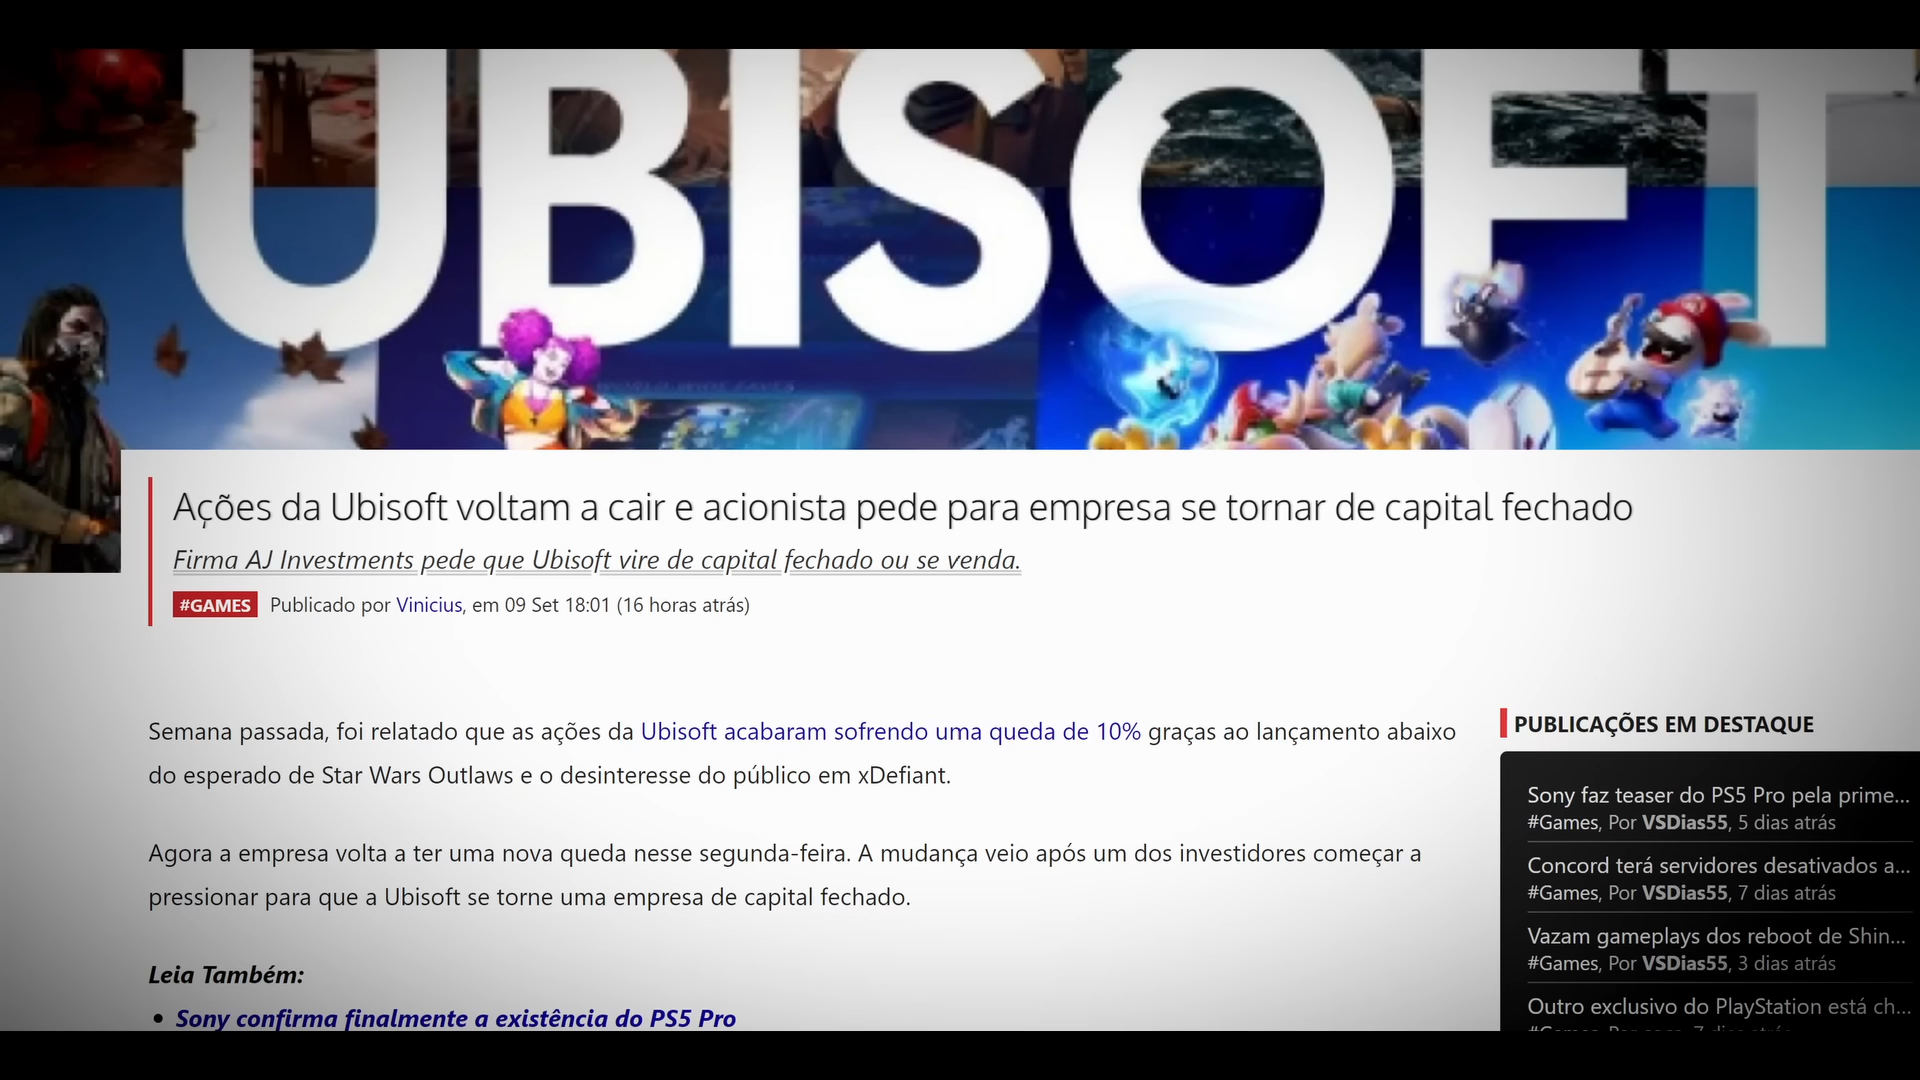 UBISOFT
Ações da Ubisoft voltam a cair e acionista pede para empresa se tornar de capital fechado
Firma AJ Investments pede que Ubisoft vire de capital fechado ou se venda.
#GAMES Publicado por Vinicius, em 09 Set 18:01 (16 horas atrás)
Semana passada, foi relatado que as ações da Ubisoft acabaram sofrendo uma queda de 10% graças ao lançamento abaixo
do esperado de Star Wars Outlaws e o desinteresse do público em xDefiant.
Agora a empresa volta a ter uma nova queda nesse segunda-feira. A mudança veio após um dos investidores começar a
pressionar para que a Ubisoft se torne uma empresa de capital fechado.
Leia Também:
• Sony confirma finalmente a existência do PS5 Pro
PUBLICAÇÕES EM DESTAQUE
Sony faz teaser do PS5 Pro pela prime...
#Games, Por VSDias55, 5 dias atrás
Concord terá servidores desativados a...
#Games, Por VSDias55, 7 dias atrás
Vazam gameplays dos reboot de Shin...
#Games, Por VSDias55, 3 dias atrás
Outro exclusivo do PlayStation está ch...